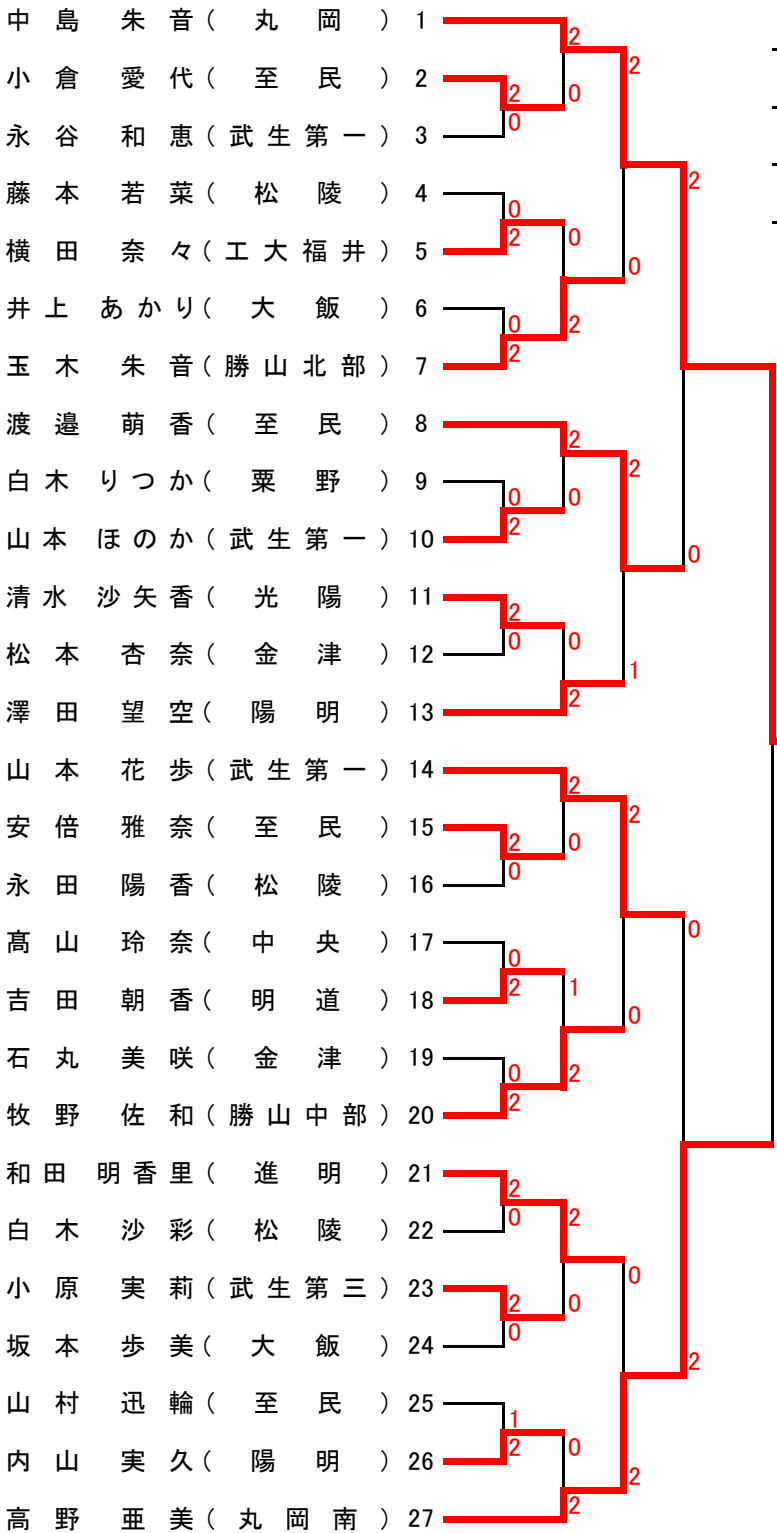 中島 朱音(丸岡) 1
2
小倉 愛代(至民) 2
2
2
0
永谷 和恵(武生第一) 3
0
藤本 若菜(松陵) 4
2
0
横田 奈々(工大福井) 5
2
0
0
井上 あかり(大飯) 6
0
2
玉木 朱音(勝山北部) 7
2
渡邉 萌香(至民) 8
2
2
白木 りつか(粟野) 9
0
0
山本 ほのか(武生第一) 10
2
0
清水 沙矢香(光陽) 11
2
0
松本 杏奈(金津) 12
0
1
澤田 望空(陽明) 13
2
山本 花歩(武生第一) 14
2
2
安倍 雅奈(至民) 15
2
0
永田 陽香(松陵) 16
0
髙山 玲奈(中央) 17
0
0
吉田 朝香(明道) 18
2
1
0
石丸 美咲(金津) 19
0
2
牧野 佐和(勝山中部) 20
2
和田 明香里(進明) 21
2
2
白木 沙彩(松陵) 22
0
0
小原 実莉(武生第三) 23
2
0
坂本 歩美(大飯) 24
0
2
山村 迅輪(至民) 25
1
内山 実久(陽明) 26
2
0
2
高野 亜美(丸岡南) 27
2